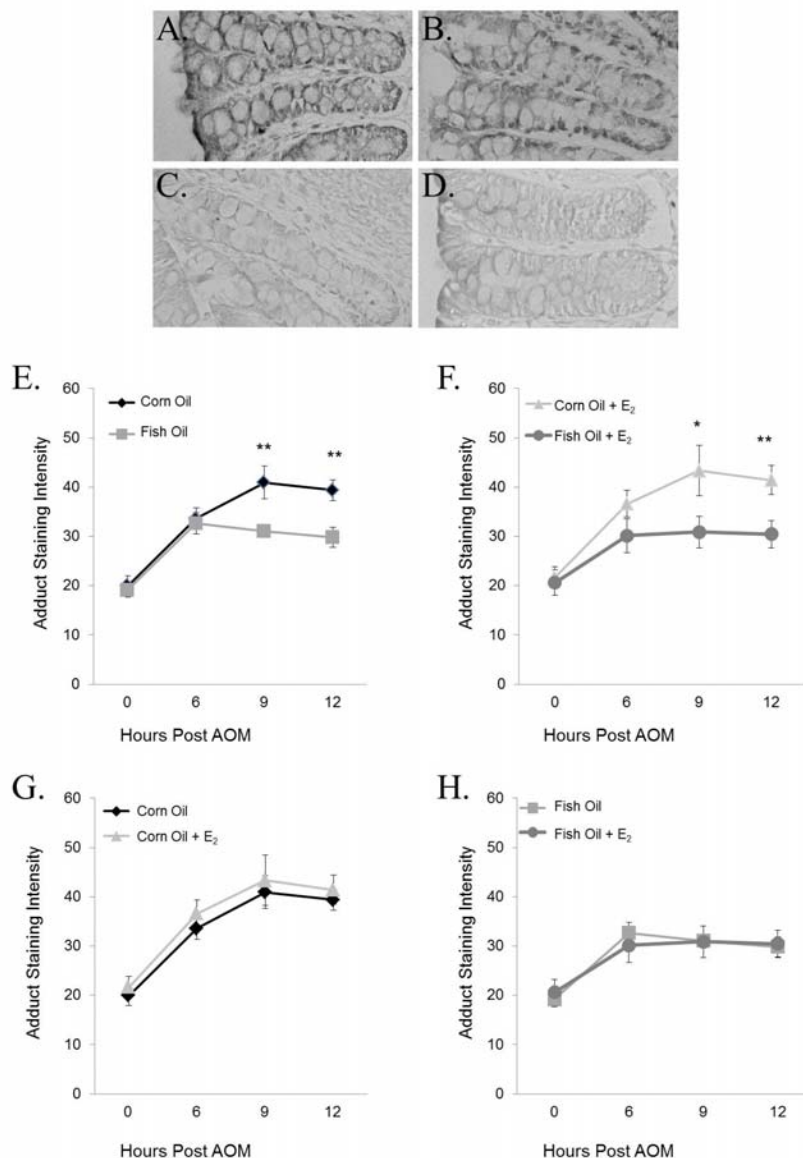 A.
B.
C.
D.
E.
60
50
40
30
20
10
0
Adduct Staining Intensity
Corn Oil
Fish Oil
**
**
0 6 9 12
Hours Post AOM
F.
60
50
40
30
20
10
0
Adduct Staining Intensity
Corn Oil + E₂
Fish Oil + E₂
*
**
0 6 9 12
Hours Post AOM
G.
60
50
40
30
20
10
0
Adduct Staining Intensity
Corn Oil
Corn Oil + E₂
0 6 9 12
Hours Post AOM
H.
60
50
40
30
20
10
0
Adduct Staining Intensity
Fish Oil
Fish Oil + E₂
0 6 9 12
Hours Post AOM